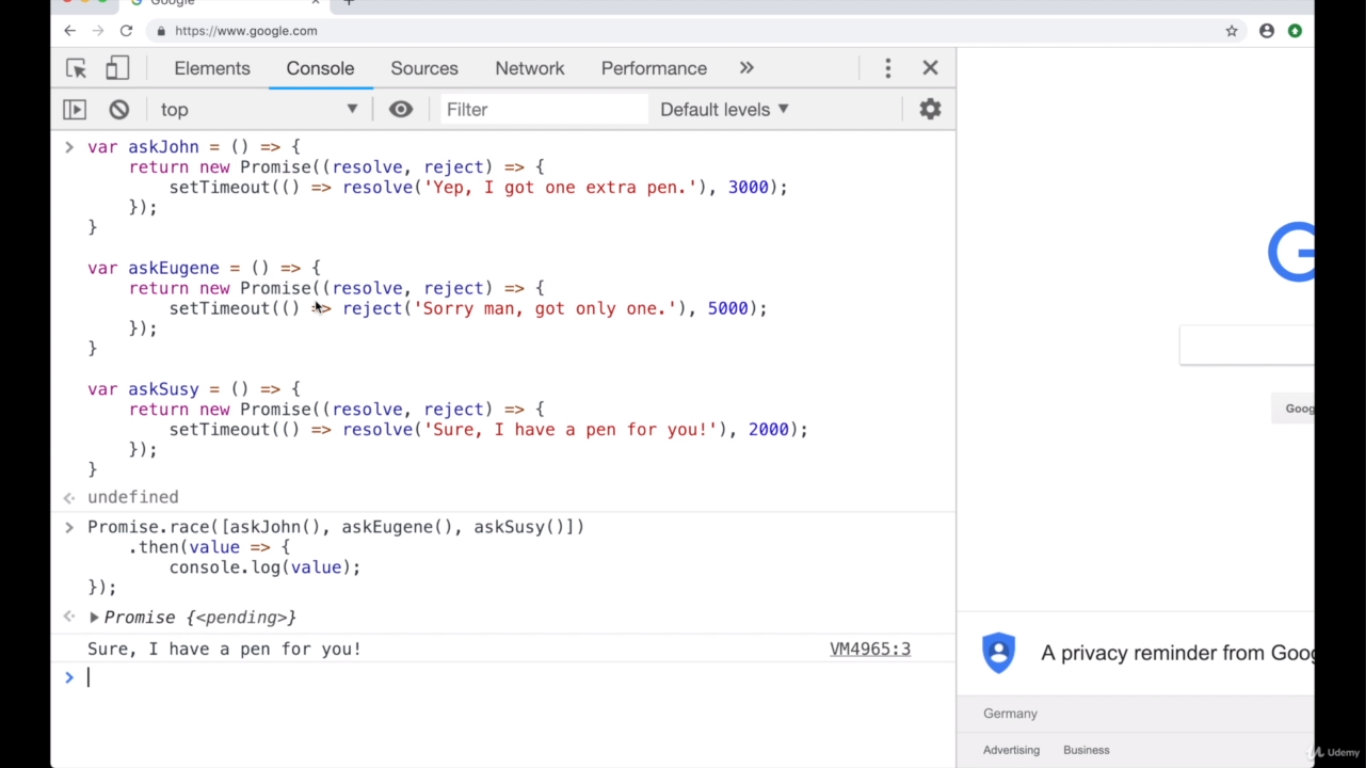 Google
https://www.google.com
Elements Console Sources Network Performance »
top Filter Default levels
var askJohn = () => {
return new Promise((resolve, reject) => {
setTimeout(() => resolve('Yep, I got one extra pen.'), 3000);
});
}
var askEugene = () => {
return new Promise((resolve, reject) => {
setTimeout(() => reject('Sorry man, got only one.'), 5000);
});
}
var askSusy = () => {
return new Promise((resolve, reject) => {
setTimeout(() => resolve('Sure, I have a pen for you!'), 2000);
});
}
undefined
Promise.race([askJohn(), askEugene(), askSusy()])
.then(value => {
console.log(value);
});
Promise {<pending>}
Sure, I have a pen for you! VM4965:3
G
Goog
A privacy reminder from Goog
Germany
Advertising Business
Udemy